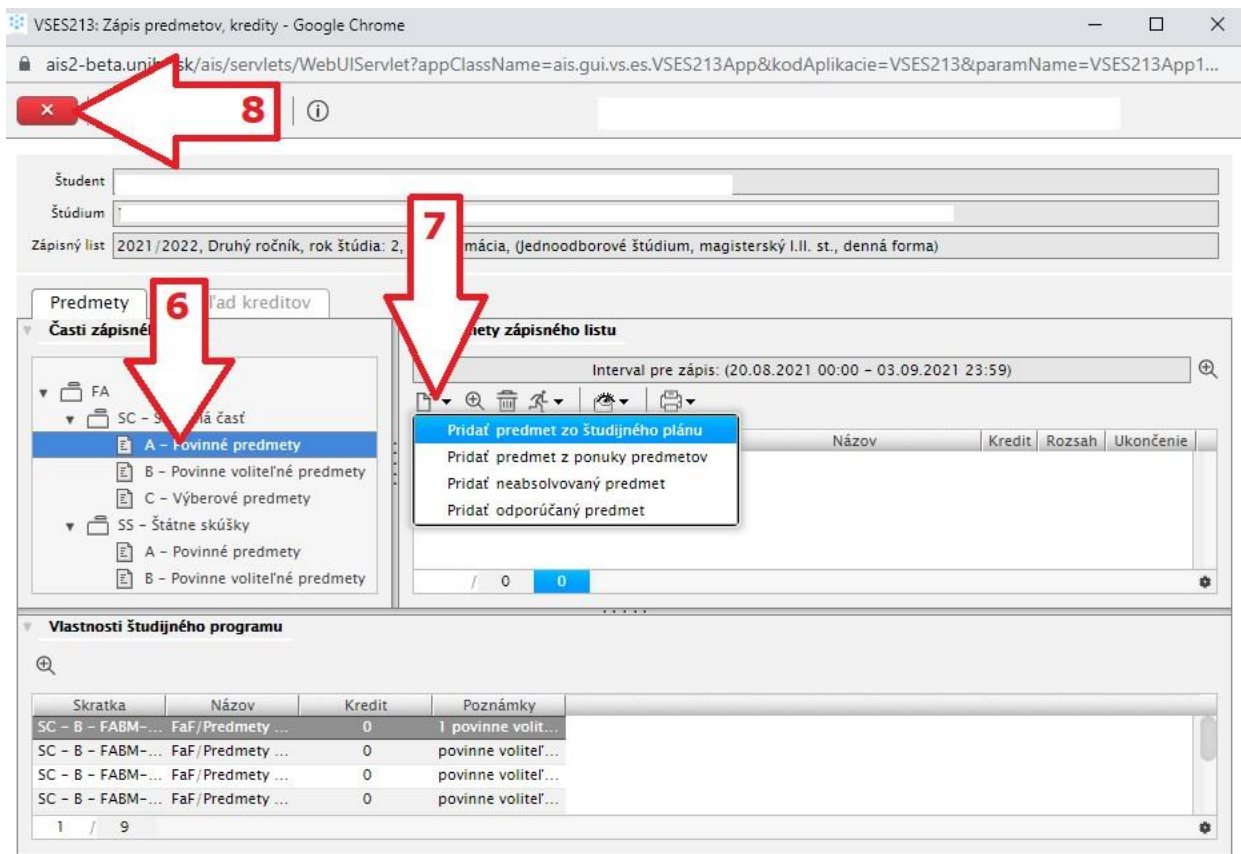 VSES213: Zápis predmetov, kredity - Google Chrome
ais2-beta.unib sk/ais/servlets/WebUIServlet?appClassName=ais.gui.vs.es.VSES213App&kodAplikacie=VSES213&paramName=VSES213App1...
8
Študent
Štúdium
7
Zápisný list 2021/2022, Druhý ročník, rok štúdia: 2, mácia, (Jednoodborové štúdium, magisterský I.II. st., denná forma)
Predmety 6 ľad kreditov
Časti zápisné mety zápisného listu
Interval pre zápis: (20.08.2021 00:00 - 03.09.2021 23:59)
FA
SC - S á časť
Pridať predmet zo študijného plánu
A - Povinné predmety
Názov Kredit Rozsah Ukončenie
Pridať predmet z ponuky predmetov
B - Povinne voliteľné predmety
Pridať neabsolvovaný predmet
C - Výberové predmety
Pridať odporúčaný predmet
SS - Štátne skúšky
A - Povinné predmety
B - Povinne voliteľné predmety
/ 0 0
Vlastnosti študijného programu
Skratka Názov Kredit Poznámky
SC - B - FABM-... FaF/Predmety ... 0 1 povinne volit...
SC - B - FABM-... FaF/Predmety ... 0 povinne voliteľ...
SC - B - FABM-... FaF/Predmety ... 0 povinne voliteľ...
SC - B - FABM-... FaF/Predmety ... 0 povinne voliteľ...
1 / 9